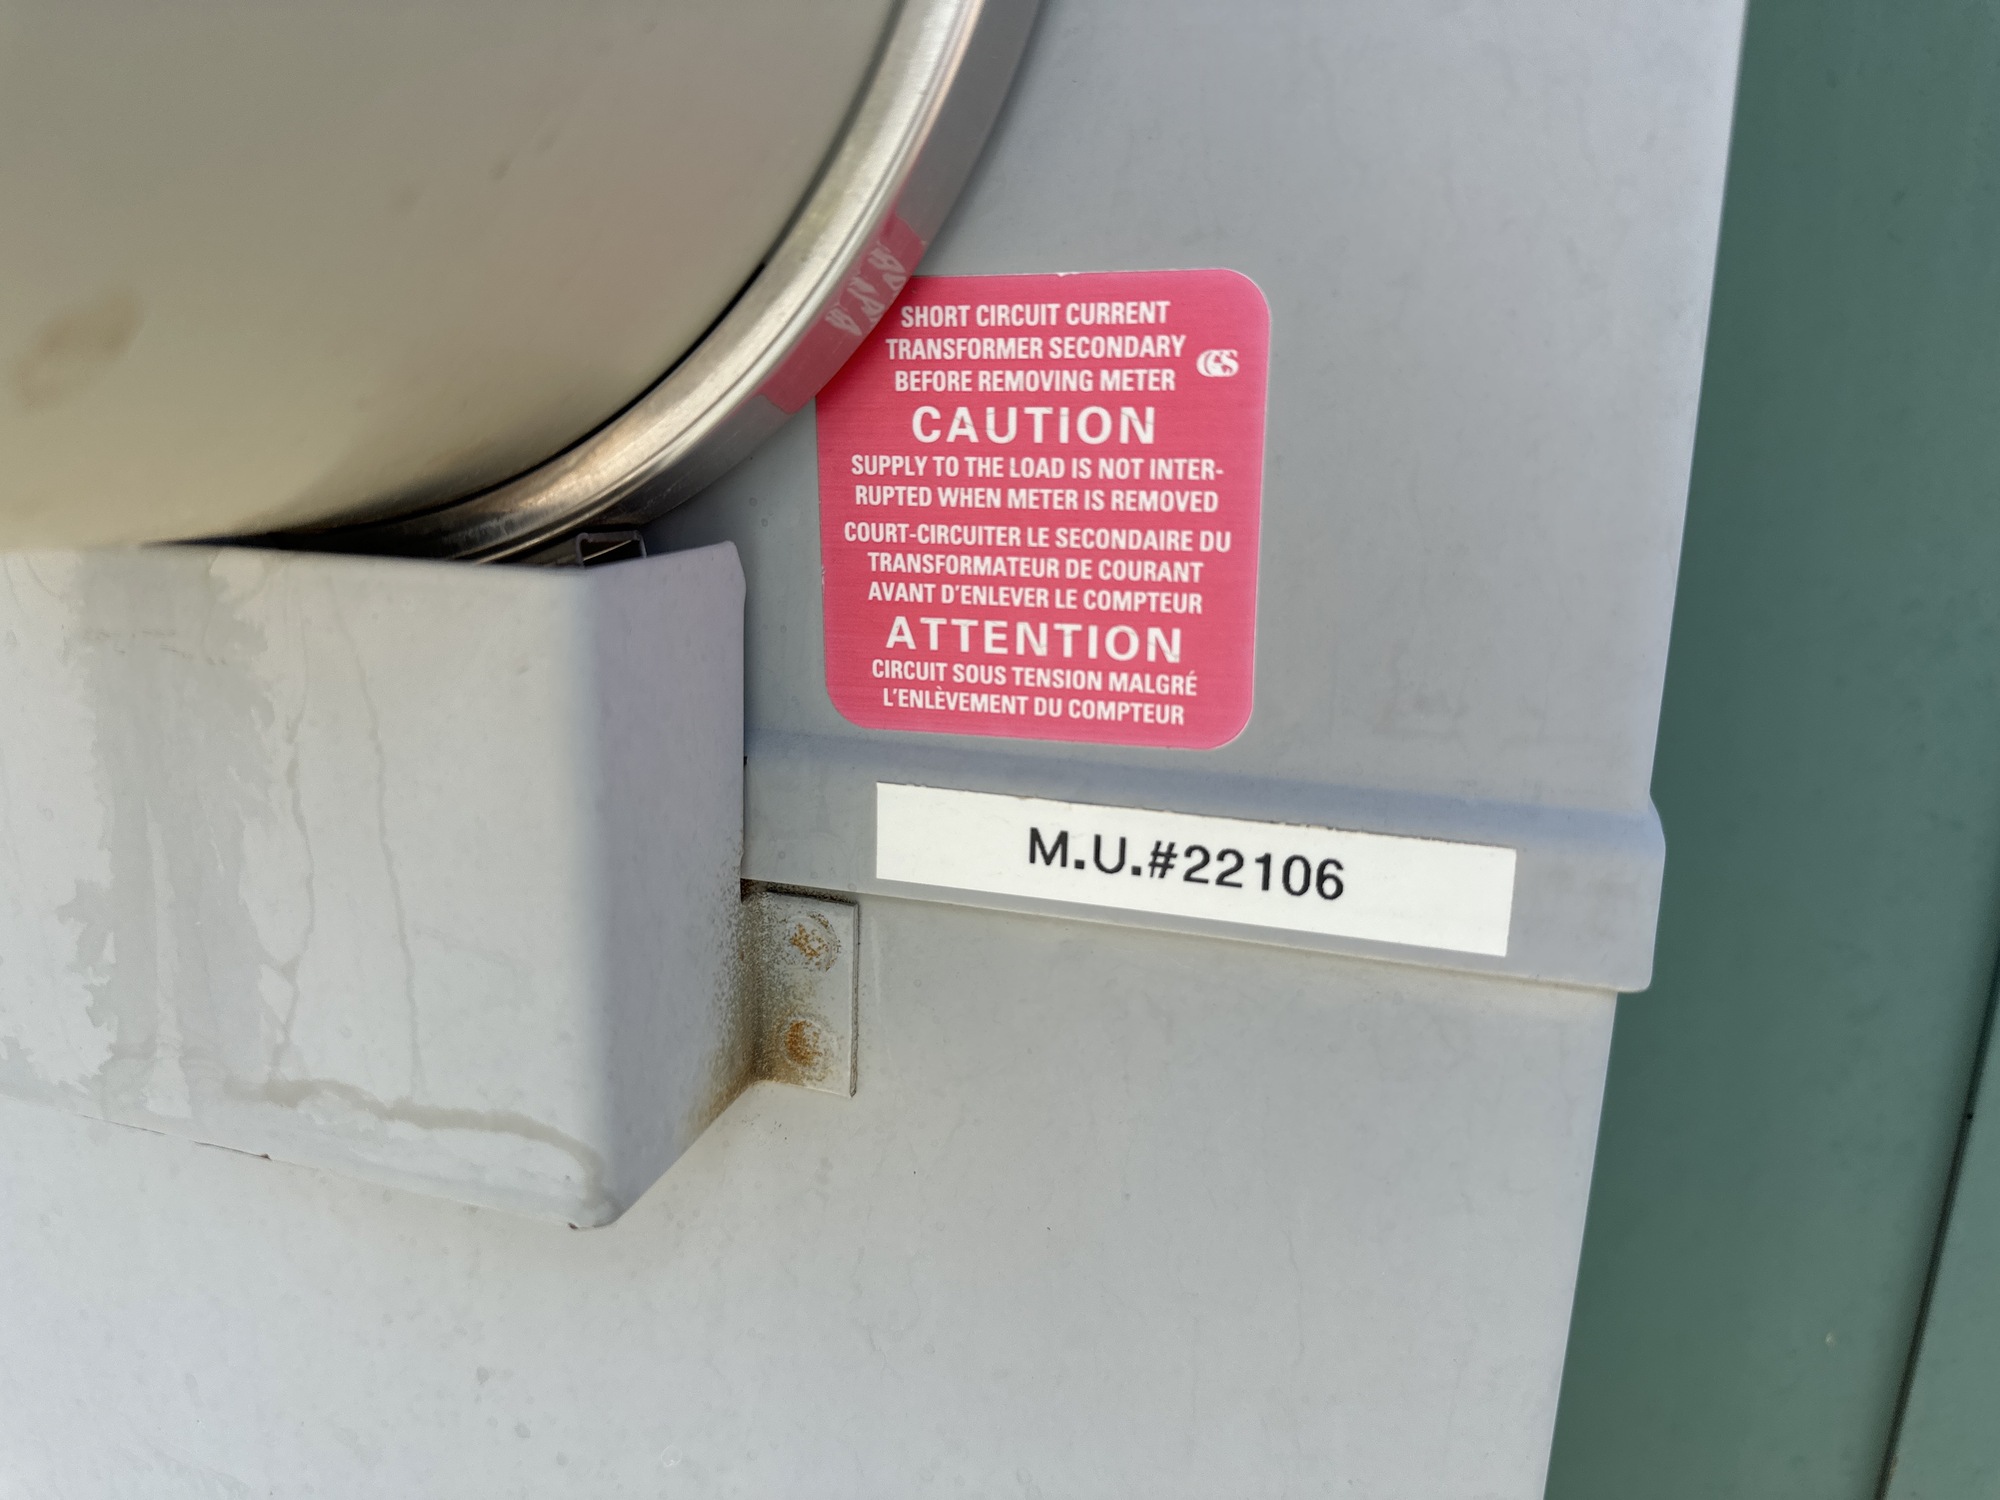 SHORT CIRCUIT CURRENT
TRANSFORMER SECONDARY
BEFORE REMOVING METER
CAUTION
SUPPLY TO THE LOAD IS NOT INTER-
RUPTED WHEN METER IS REMOVED
COURT-CIRCUITER LE SECONDAIRE DU
TRANSFORMATEUR DE COURANT
AVANT D'ENLEVER LE COMPTEUR
ATTENTION
CIRCUIT SOUS TENSION MALGRÉ
L'ENLÈVEMENT DU COMPTEUR
M.U.#22106